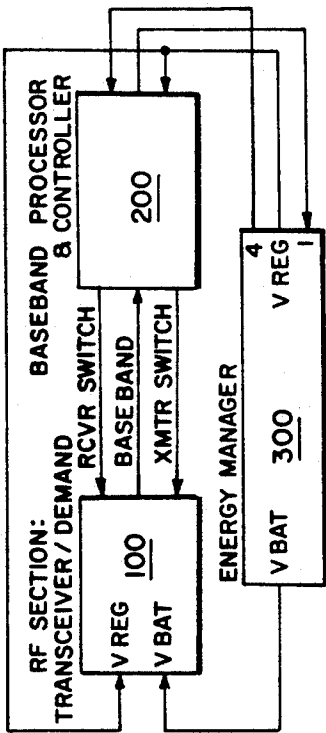 RF SECTION:
TRANSCEIVER/DEMAND
BASEBAND PROCESSOR
& CONTROLLER
RCVR SWITCH
BASEBAND
XMTR SWITCH
V REG
100
V BAT
200
ENERGY MANAGER
V BAT
300
4
V REG
1